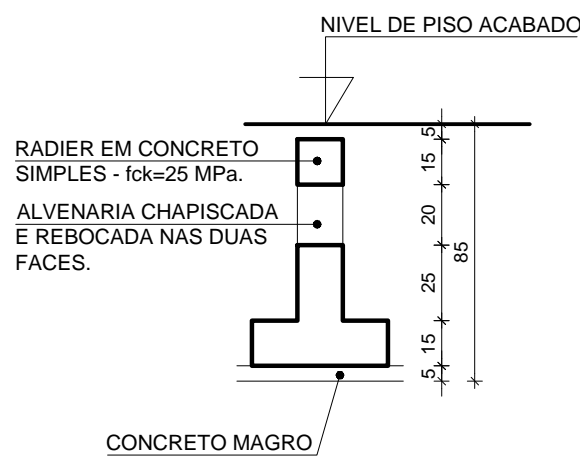 NIVEL DE PISO ACABADO
RADIER EM CONCRETO
SIMPLES - fck=25 MPa.
ALVENARIA CHAPISCADA
E REBOCADA NAS DUAS
FACES.
CONCRETO MAGRO
5
15
20
25
15
5
85